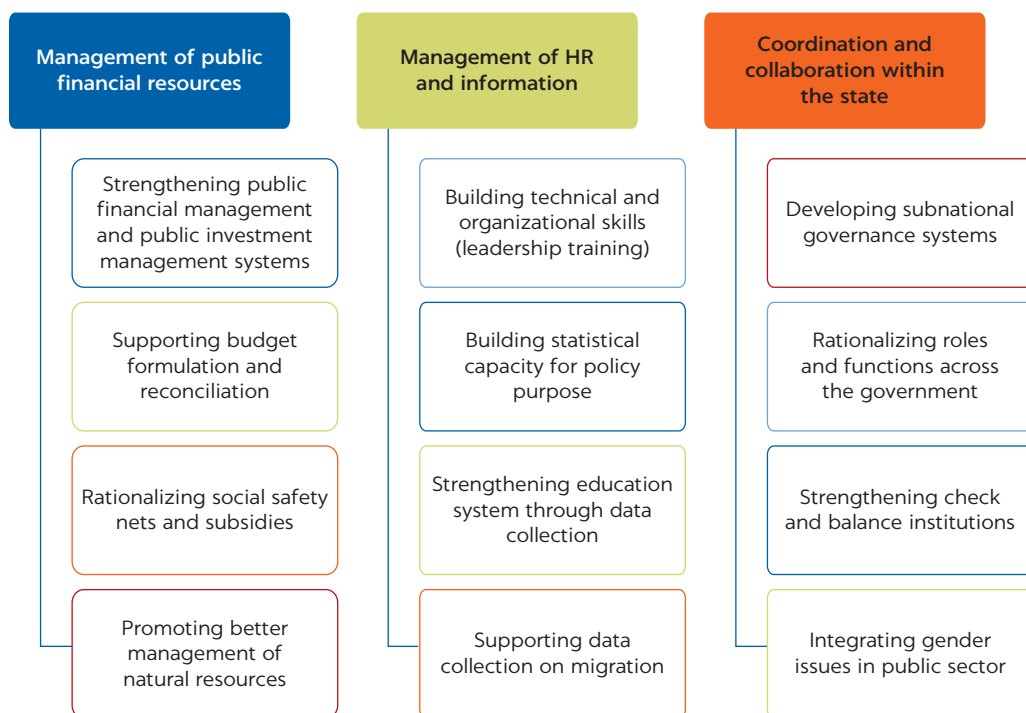 Management of public
financial resources
Strengthening public
financial management
and public investment
management systems
Supporting budget
formulation and
reconciliation
Rationalizing social safety
nets and subsidies
Promoting better
management of
natural resources
Management of HR
and information
Building technical and
organizational skills
(leadership training)
Building statistical
capacity for policy
purpose
Strengthening education
system through data
collection
Supporting data
collection on migration
Coordination and
collaboration within
the state
Developing subnational
governance systems
Rationalizing roles
and functions across
the government
Strengthening check
and balance institutions
Integrating gender
issues in public sector